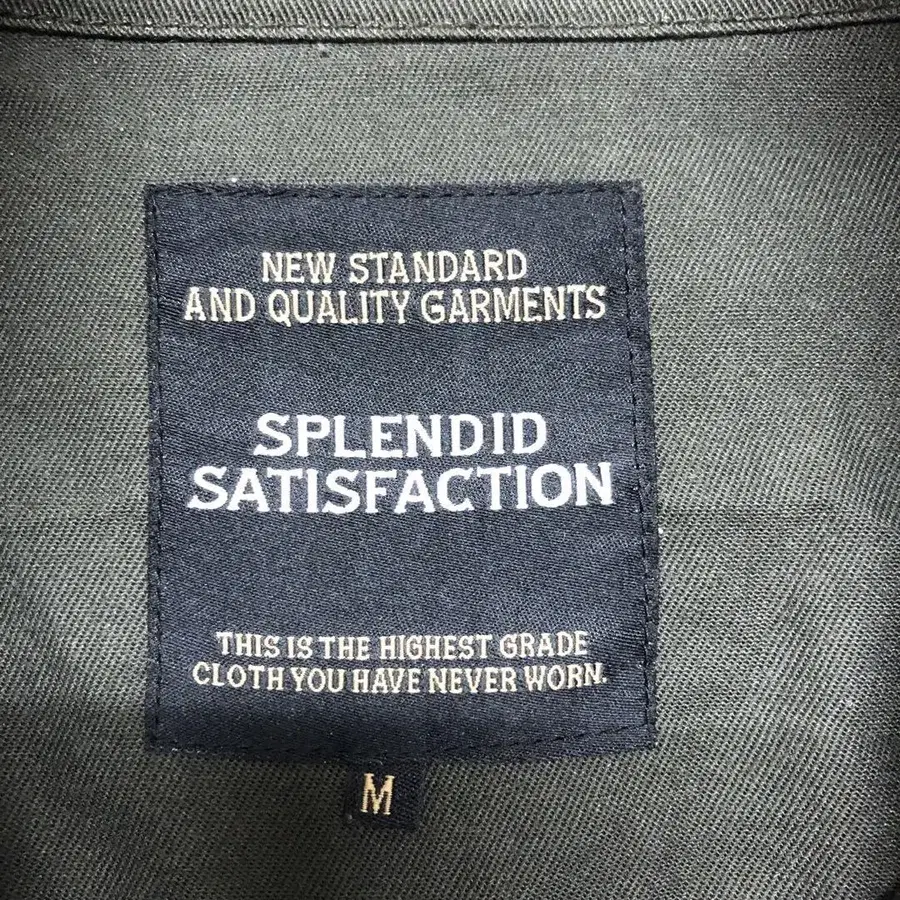 NEW STANDARD
AND QUALITY GARMENTS
SPLENDID
SATISFACTION
THIS IS THE HIGHEST GRADE
CLOTH YOU HAVE NEVER WORN.
M